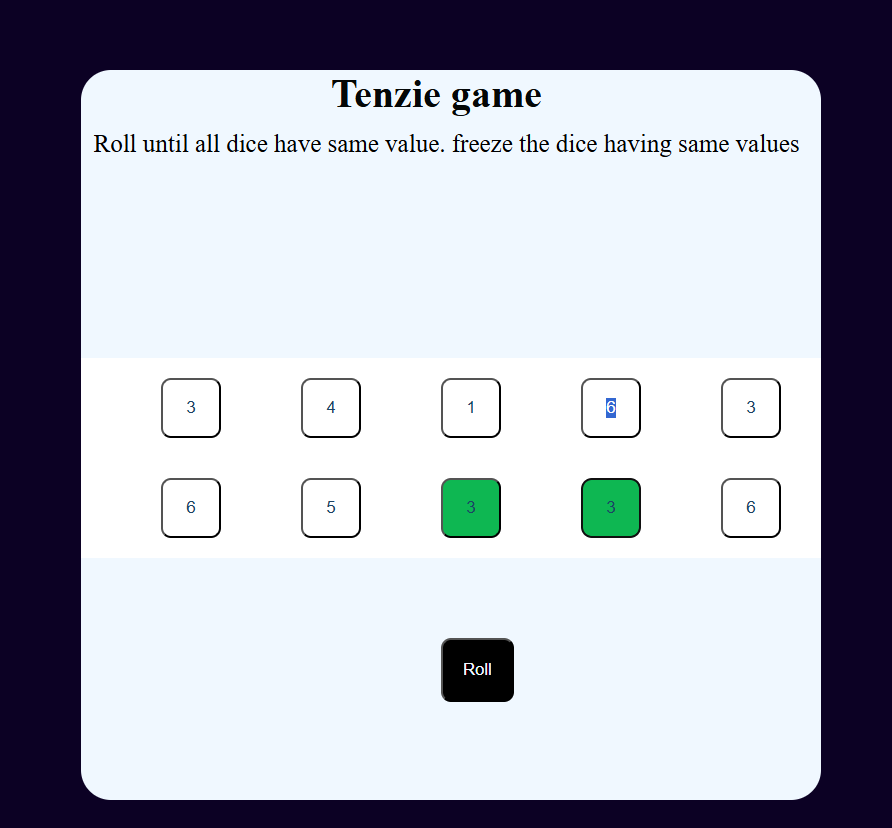 Tenzie game
Roll until all dice have same value. freeze the dice having same values
3 4 1 6 3
6 5 3 3 6
Roll